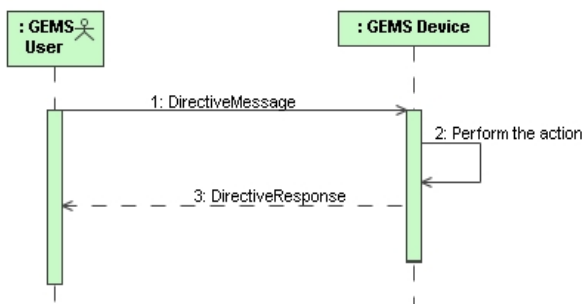 : GEMS
User
: GEMS Device
1: DirectiveMessage
2: Perform the action
3: DirectiveResponse